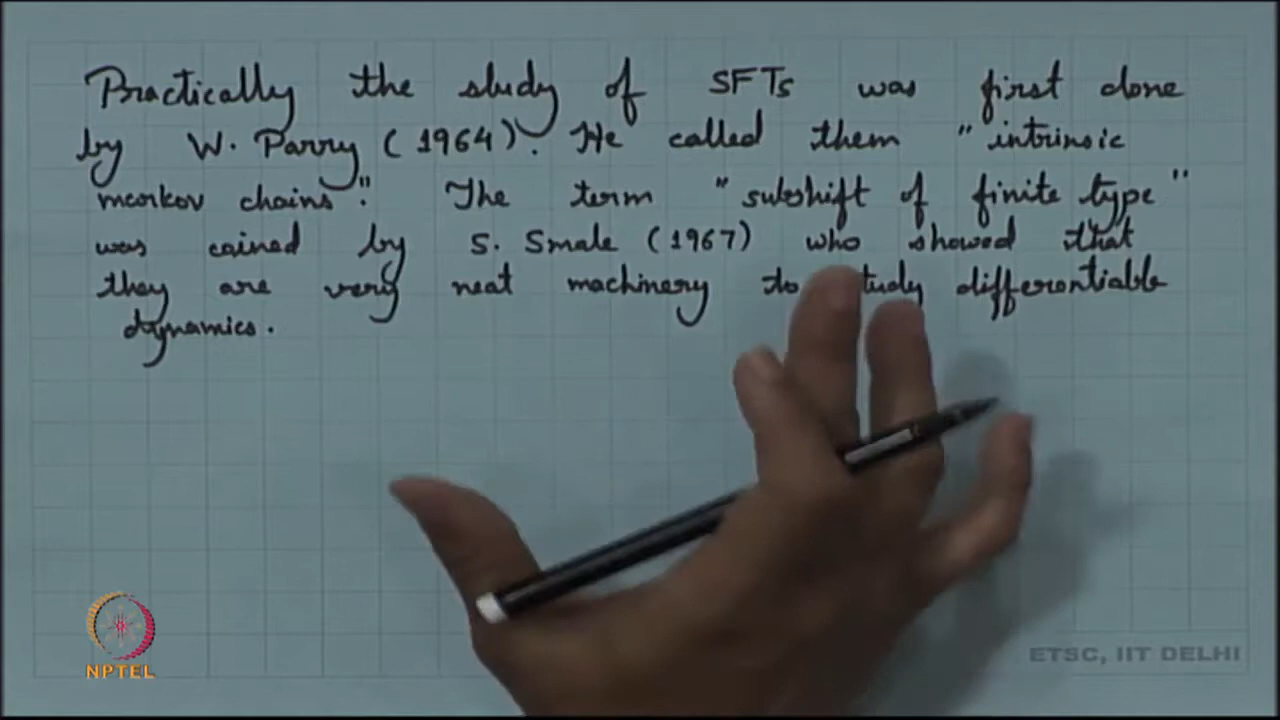 Practically the study of SFTs was first done
by W. Parry (1964). He called them "intrinsic
markov chains". The term "subshift of finite type"
was coined by S. Smale (1967) who showed that
they are very neat machinery to study differentiable
dynamics.
NPTEL
ETSC, IIT DELHI